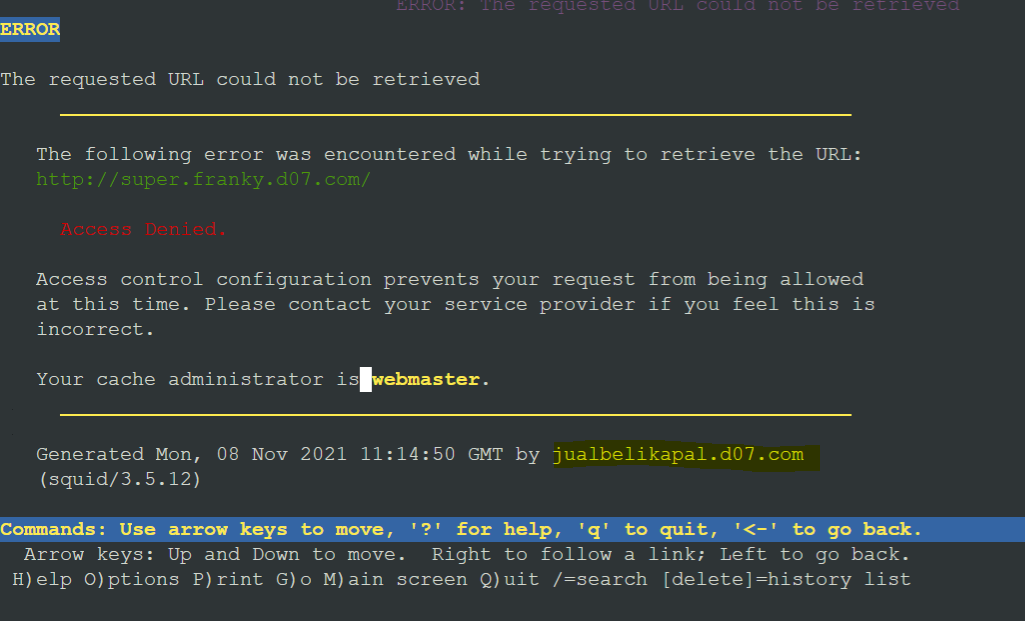 ERROR: The requested URL could not be retrieved
ERROR
The requested URL could not be retrieved
The following error was encountered while trying to retrieve the URL:
http://super.franky.d07.com/
Access Denied.
Access control configuration prevents your request from being allowed
at this time. Please contact your service provider if you feel this is
incorrect.
Your cache administrator is webmaster.
Generated Mon, 08 Nov 2021 11:14:50 GMT by jualbelikapal.d07.com
(squid/3.5.12)
Commands: Use arrow keys to move, '?' for help, 'q' to quit, '<-' to go back.
Arrow keys: Up and Down to move.  Right to follow a link; Left to go back.
H)elp O)ptions P)rint G)o M)ain screen Q)uit /=search [delete]=history list